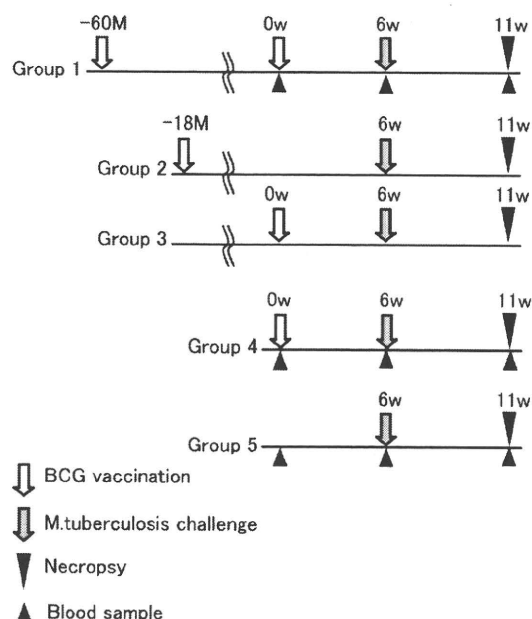 -60M 0w 6w 11w
Group 1
-18M 6w 11w
Group 2
0w 6w 11w
Group 3
0w 6w 11w
Group 4
6w 11w
Group 5
BCG vaccination
M.tuberculosis challenge
Necropsy
Blood sample